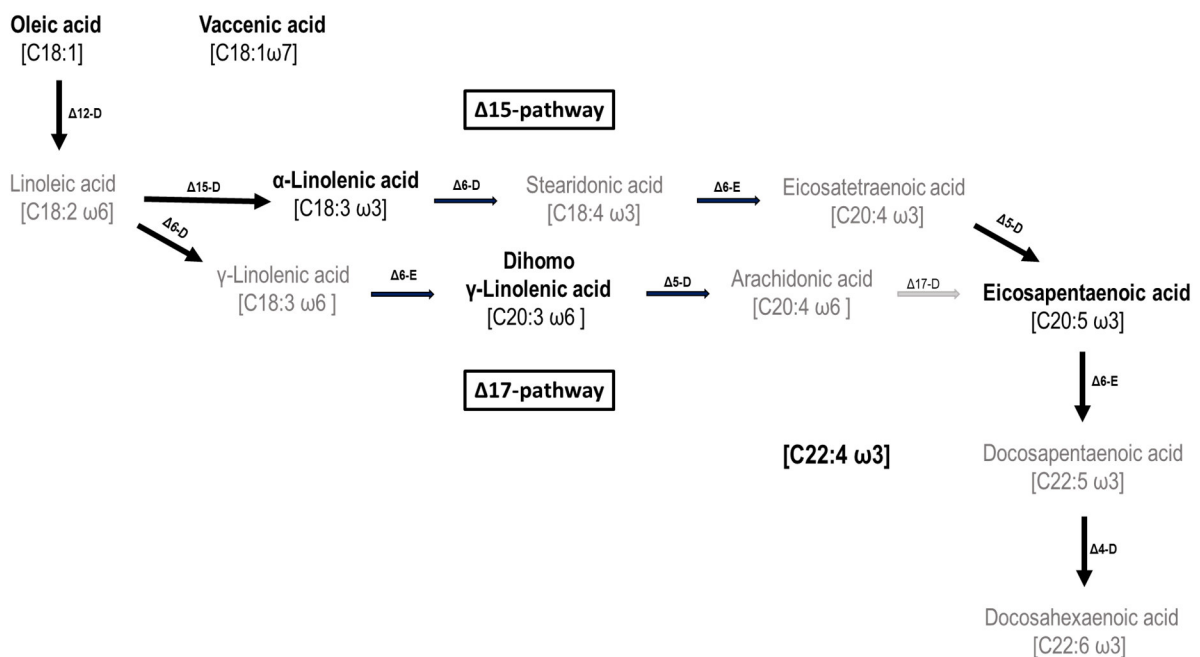 Oleic acid
[C18:1]
Vaccenic acid
[C18:1ω7]
Δ12-D
Δ15-pathway
Linoleic acid
[C18:2 ω6]
Δ15-D
α-Linolenic acid
[C18:3 ω3]
Δ6-D
Stearidonic acid
[C18:4 ω3]
Δ6-E
Eicosatetraenoic acid
[C20:4 ω3]
Δ5-D
Δ6-D
γ-Linolenic acid
[C18:3 ω6 ]
Δ6-E
Dihomo
γ-Linolenic acid
[C20:3 ω6 ]
Δ5-D
Arachidonic acid
[C20:4 ω6 ]
Δ17-D
Eicosapentaenoic acid
[C20:5 ω3]
Δ17-pathway
Δ6-E
[C22:4 ω3]
Docosapentaenoic acid
[C22:5 ω3]
Δ4-D
Docosahexaenoic acid
[C22:6 ω3]